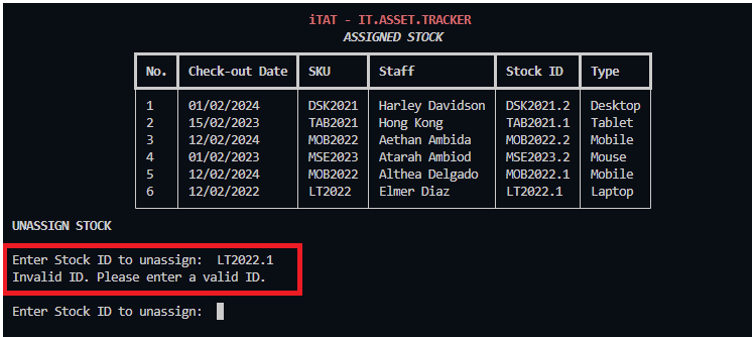 iTAT - IT.ASSET.TRACKER
ASSIGNED STOCK
No. Check-out Date SKU Staff Stock ID Type
1 01/02/2024 DSK2021 Harley Davidson DSK2021.2 Desktop
2 15/02/2023 TAB2021 Hong Kong TAB2021.1 Tablet
3 12/02/2024 MOB2022 Aethan Ambida MOB2022.2 Mobile
4 01/02/2023 MSE2023 Atarah Ambiod MSE2023.2 Mouse
5 12/02/2024 MOB2022 Althea Delgado MOB2022.1 Mobile
6 12/02/2022 LT2022 Elmer Diaz LT2022.1 Laptop
UNASSIGN STOCK
Enter Stock ID to unassign: LT2022.1
Invalid ID. Please enter a valid ID.
Enter Stock ID to unassign: